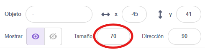 Objeto x 45 y 41
Mostrar Tamaño 70 Dirección 90